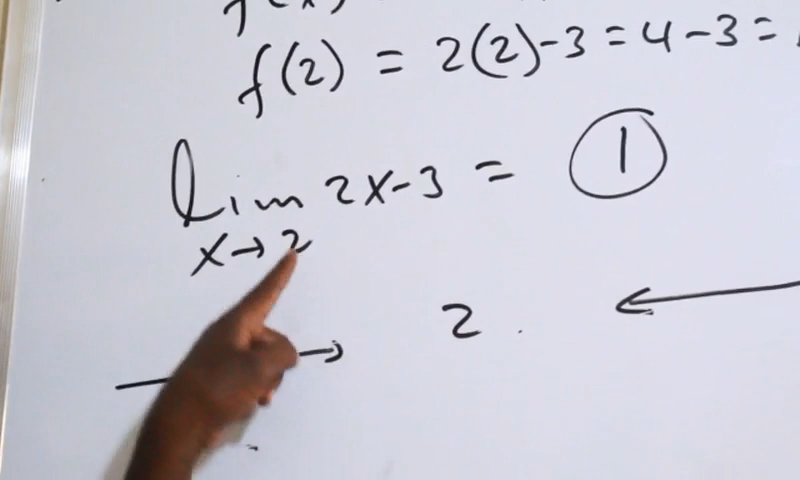 f(x)
f(2) = 2(2)-3 = 4-3 =
lim 2x-3 = 1
x→2
→ 2 . ←